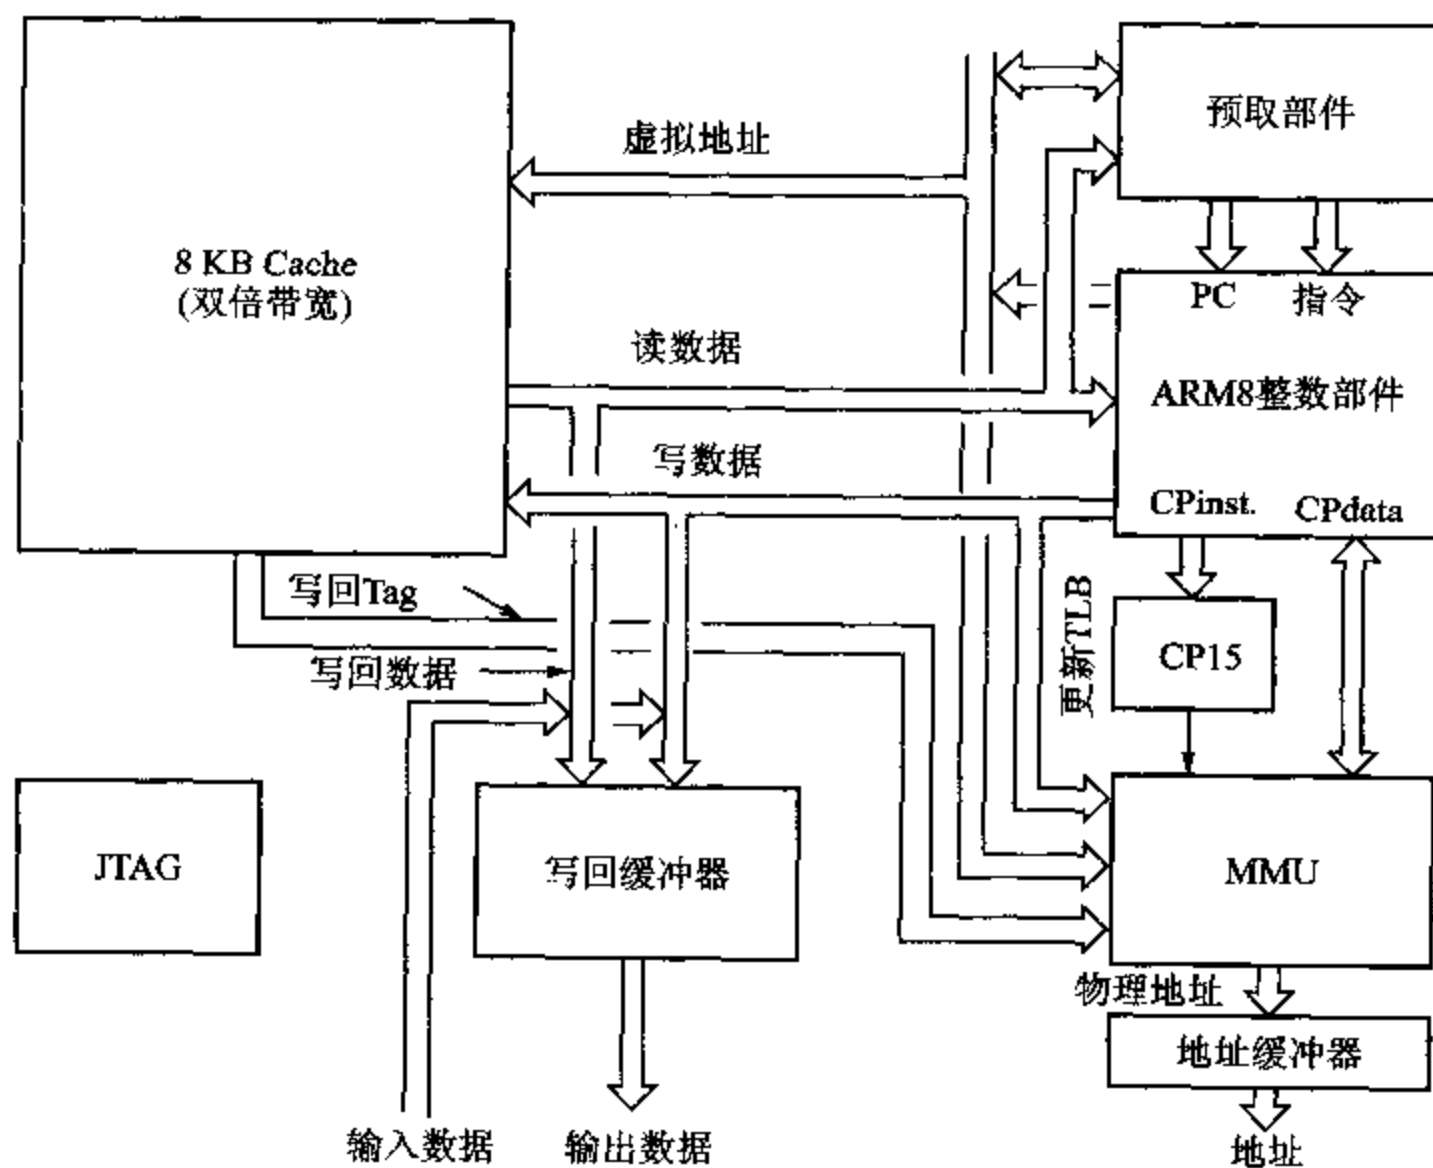 预取部件
虚拟地址
8 KB Cache
(双倍带宽)
PC 指令
读数据
ARM8整数部件
写数据
CPinst. CPdata
写回Tag
更新TLB
CP15
写回数据
JTAG
写回缓冲器
MMU
物理地址
地址缓冲器
输入数据
输出数据
地址